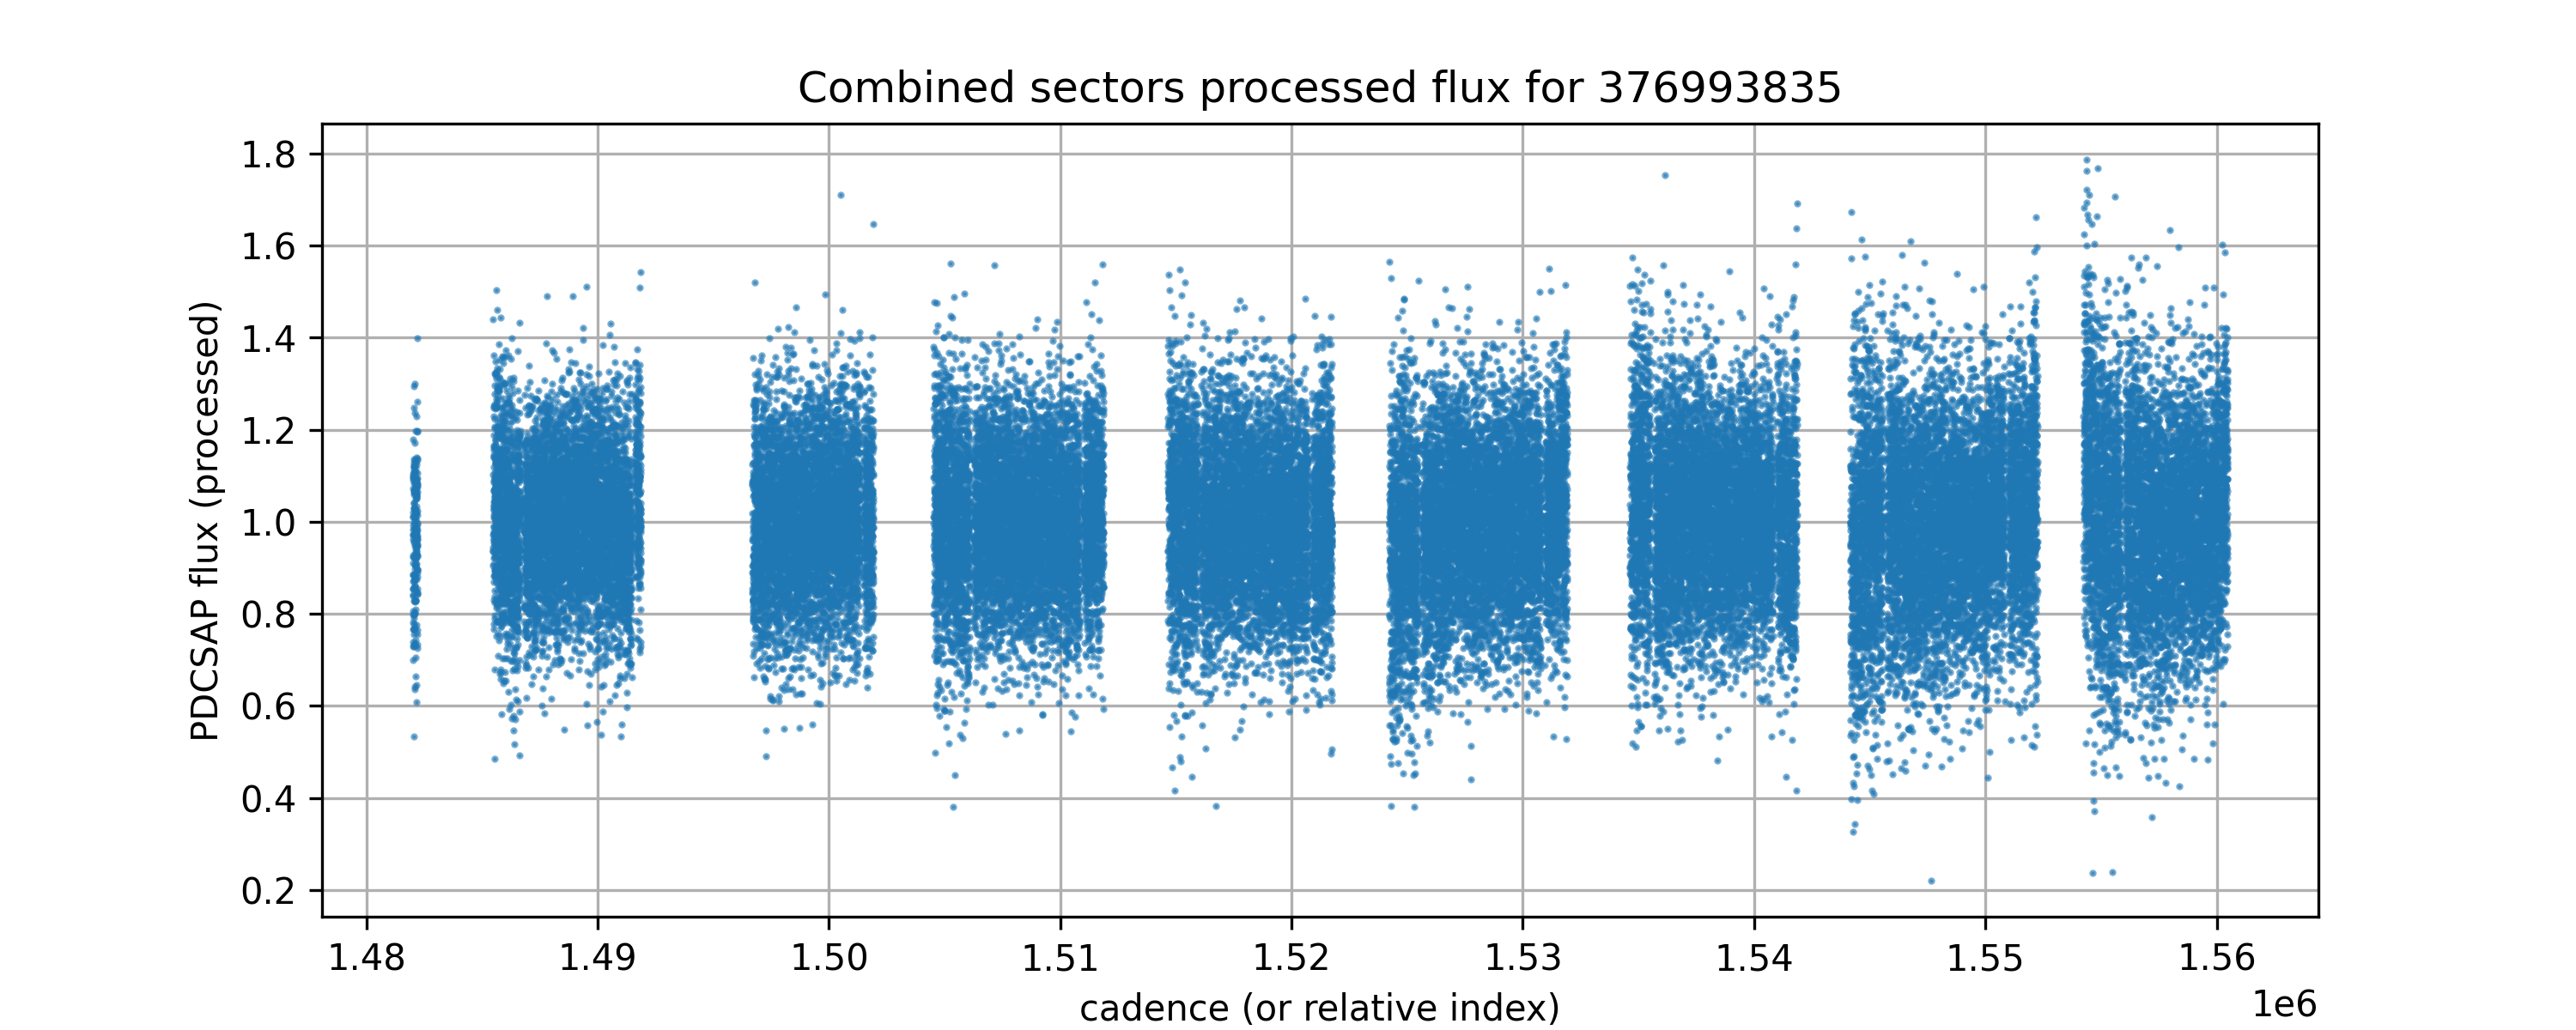 Combined sectors processed flux for 376993835
PDCSAP flux (processed)
1.8
1.6
1.4
1.2
1.0
0.8
0.6
0.4
0.2
1.48 1.49 1.50 1.51 1.52 1.53 1.54 1.55 1.56
cadence (or relative index)
1e6